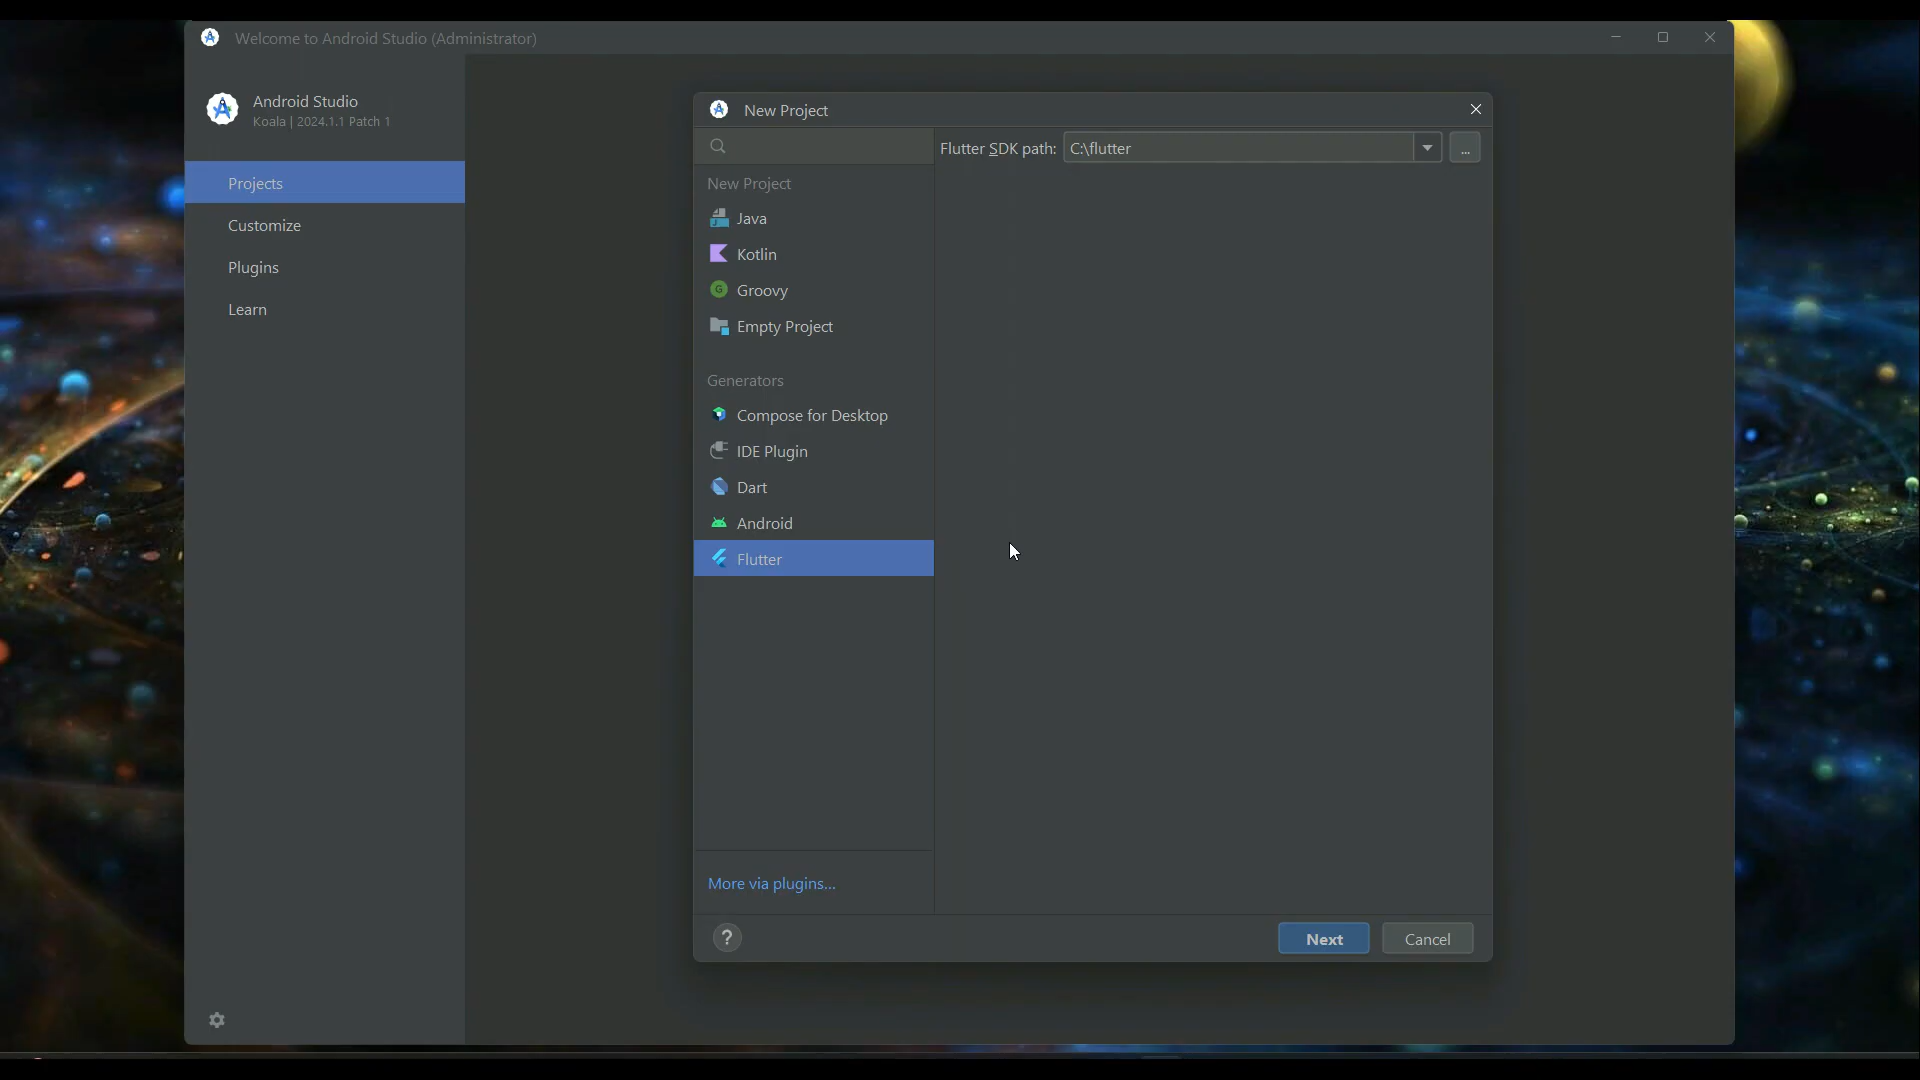 Welcome to Android Studio (Administrator)
Android Studio
Koala | 2024.1.1 Patch 1
Projects
Customize
Plugins
Learn
New Project
Flutter SDK path: C:\flutter
...
New Project
Java
Kotlin
Groovy
Empty Project
Generators
Compose for Desktop
IDE Plugin
Dart
Android
Flutter
More via plugins...
?
Next
Cancel